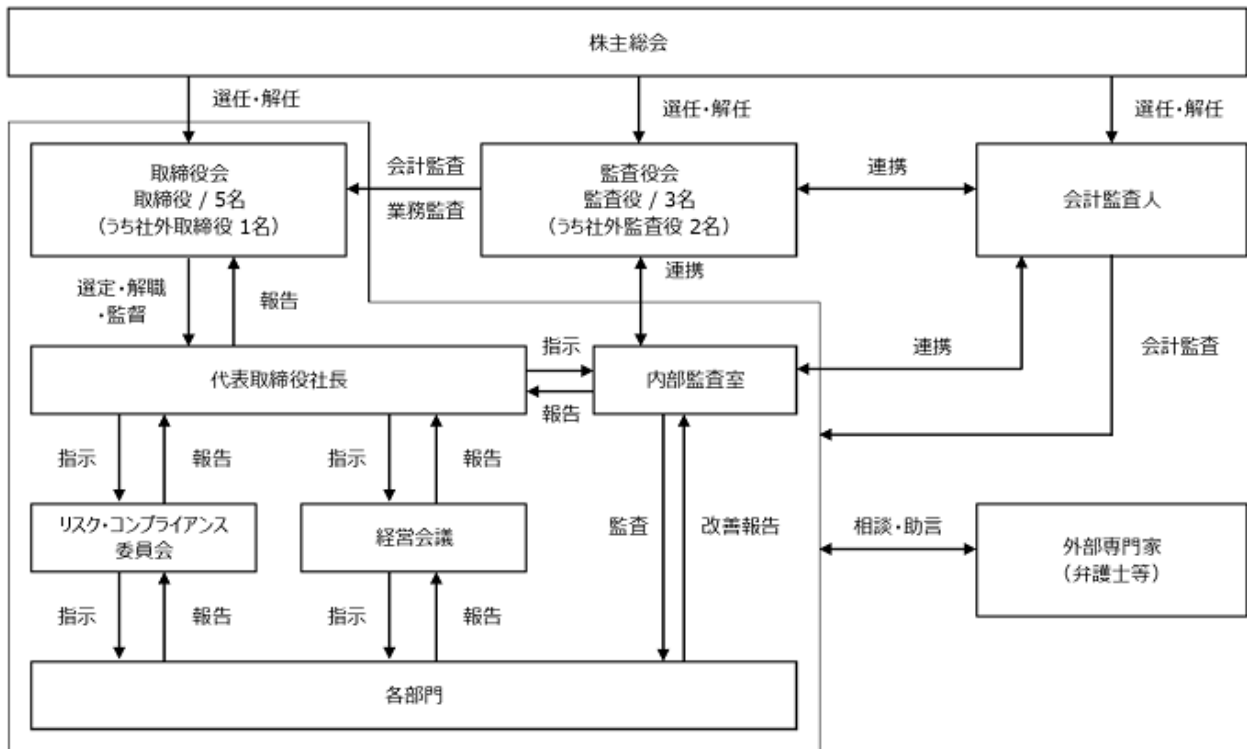 株主総会
選任・解任
選任・解任
選任・解任
取締役会
取締役 / 5名
（うち社外取締役 1名）
会計監査
業務監査
監査役会
監査役 / 3名
（うち社外監査役 2名）
連携
会計監査人
選定・解職
・監督
報告
連携
代表取締役社長
指示
報告
内部監査室
連携
会計監査
指示
報告
指示
報告
リスク・コンプライアンス
委員会
経営会議
監査
改善報告
相談・助言
外部専門家
（弁護士等）
指示
報告
指示
報告
各部門